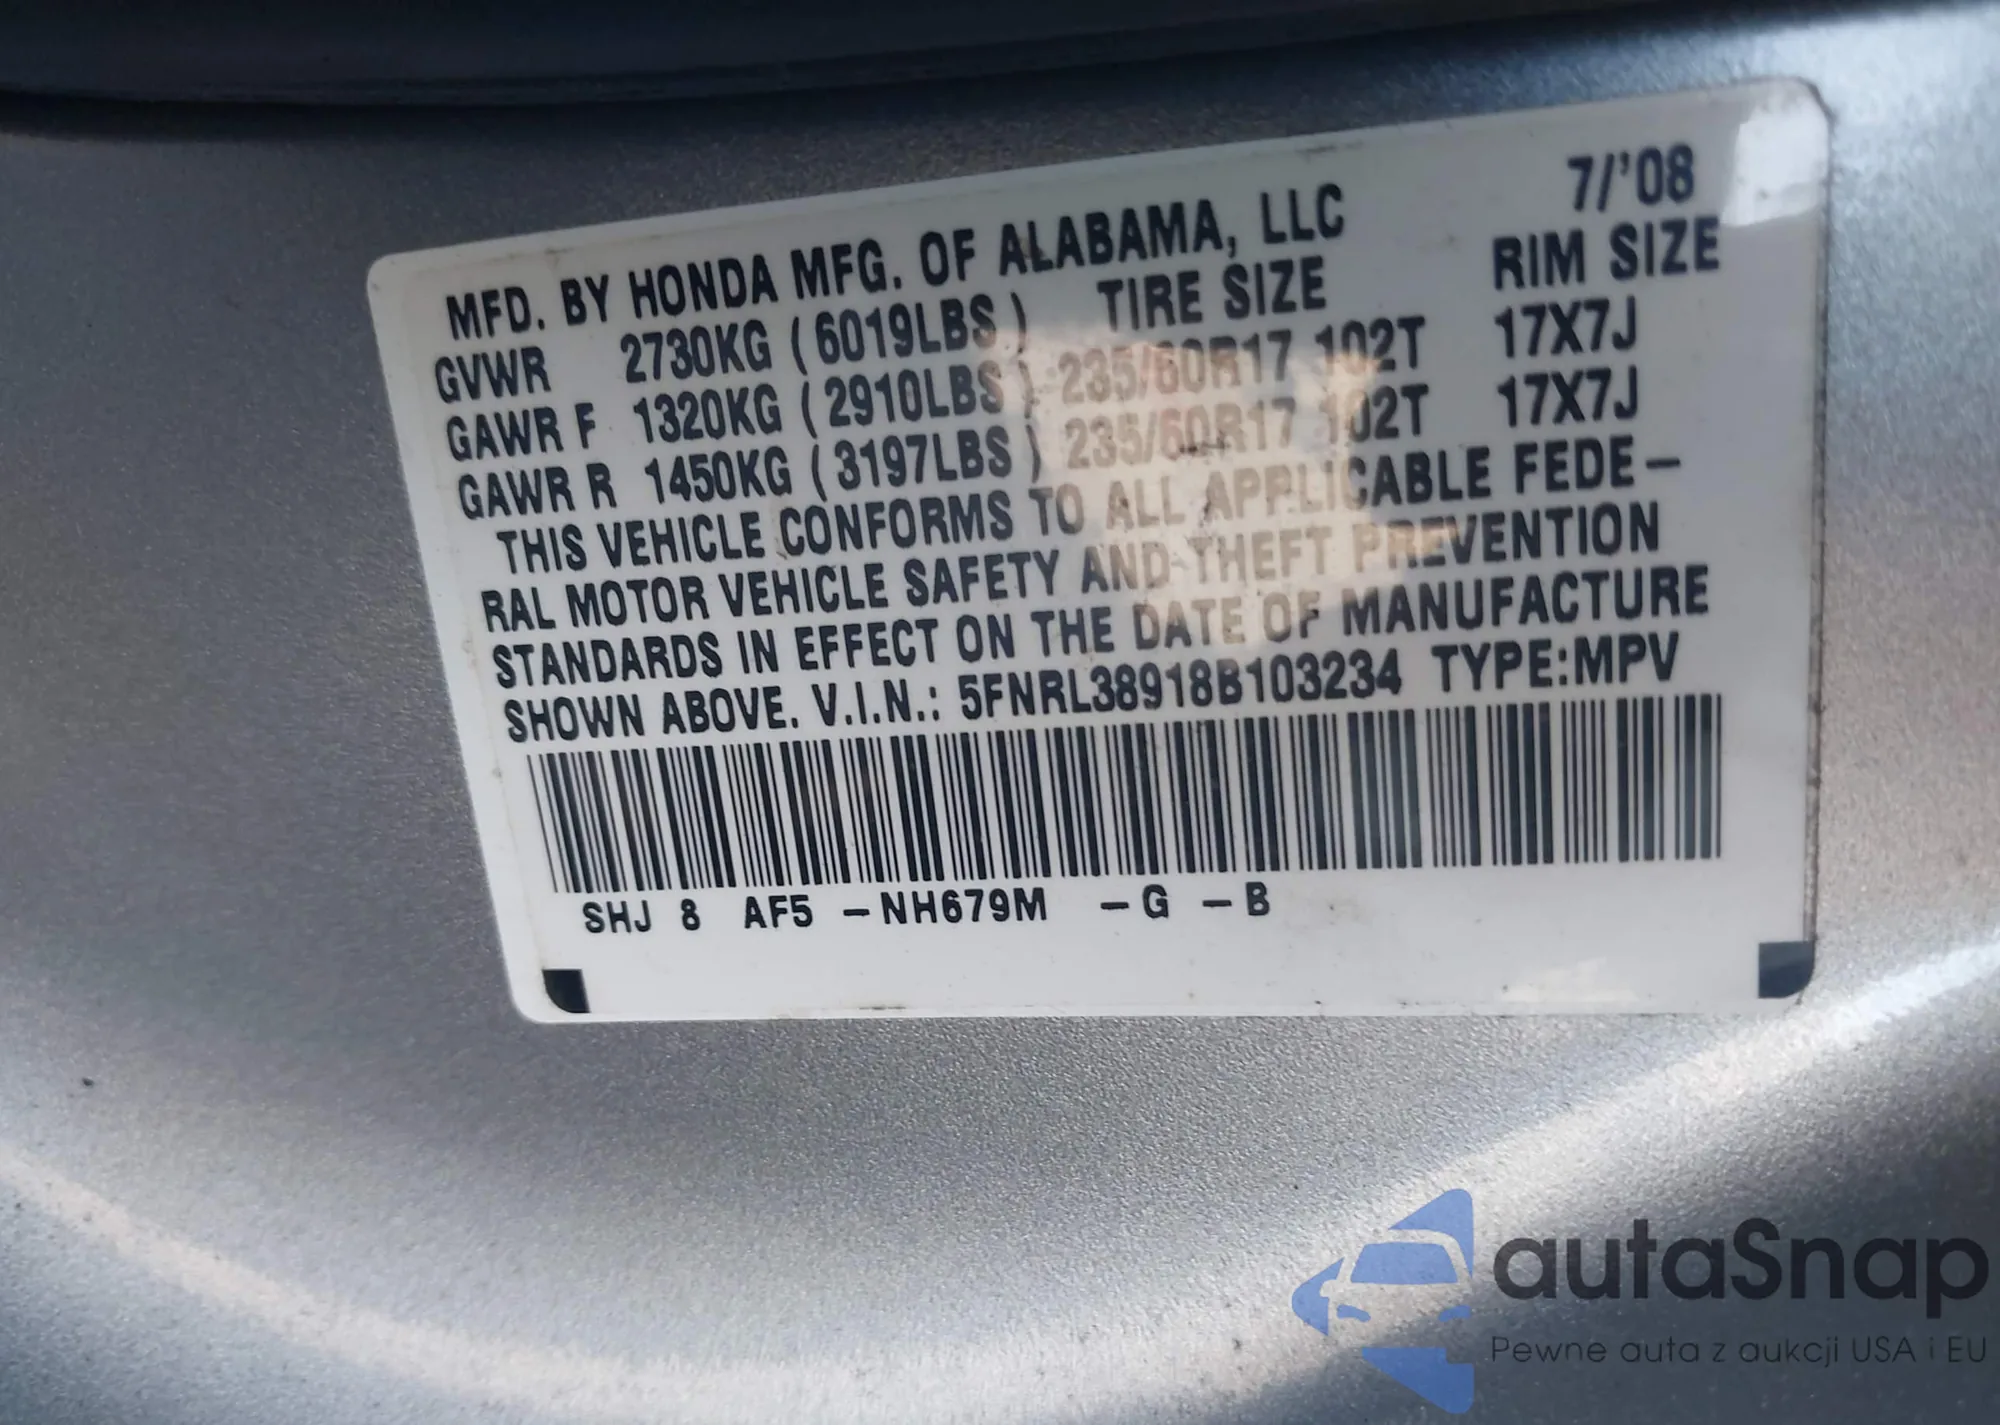 7/'08
MFD. BY HONDA MFG. OF ALABAMA, LLC
GVWR 2730KG ( 6019LBS ) TIRE SIZE RIM SIZE
GAWR F 1320KG ( 2910LBS ) 235/60R17 102T 17X7J
GAWR R 1450KG ( 3197LBS ) 235/60R17 102T 17X7J
THIS VEHICLE CONFORMS TO ALL APPLICABLE FEDE-
RAL MOTOR VEHICLE SAFETY AND THEFT PREVENTION
STANDARDS IN EFFECT ON THE DATE OF MANUFACTURE
SHOWN ABOVE. V.I.N.: 5FNRL38918B103234 TYPE:MPV
SHJ 8 AF5 -NH679M -G -B
autaSnap
Pewne auta z aukcji USA i EU